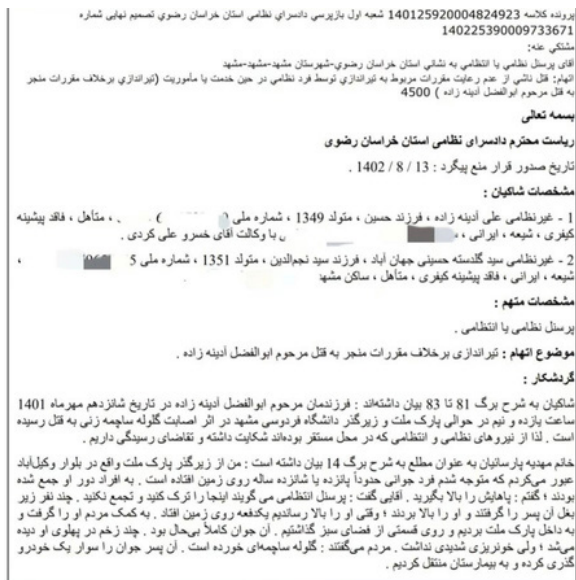 پرونده کلاسه 140125920004824923 شعبه اول بازپرسی دادسرای نظامی استان خراسان رضوی تصمیم نهایی شماره
140225390009733671
مشتکی عنه:
آقای پرسنل نظامی یا انتظامی به نشانی استان خراسان رضوی-شهرستان مشهد-مشهد-مشهد
اتهام: قتل ناشی از عدم رعایت مقررات مربوط به تیراندازی توسط فرد نظامی در حین خدمت یا مأموریت (تیراندازی برخلاف مقررات منجر
به قتل مرحوم ابوالفضل آدینه زاده ) 4500
بسمه تعالی
ریاست محترم دادسرای نظامی استان خراسان رضوی
تاریخ صدور قرار منع پیگرد : 13 / 8 / 1402 .
مشخصات شاکیان :
1 - غیرنظامی علی آدینه زاده ، فرزند حسین ، متولد 1349 ، شماره ملی ، متأهل ، فاقد پیشینه
کیفری ، شیعه ، ایرانی ، با وکالت آقای خسرو علی کردی .
2 - غیرنظامی سید گلدسته حسینی جهان آباد ، فرزند سید نجم‌الدین ، متولد 1351 ، شماره ملی 5 ،
شیعه ، ایرانی ، فاقد پیشینه کیفری ، متأهل ، ساکن مشهد
مشخصات متهم :
پرسنل نظامی یا انتظامی .
موضوع اتهام : تیراندازی برخلاف مقررات منجر به قتل مرحوم ابوالفضل آدینه زاده .
گردشکار :
شاکیان به شرح برگ 81 تا 83 بیان داشته‌اند : فرزندمان مرحوم ابوالفضل آدینه زاده در تاریخ شانزدهم مهرماه 1401
ساعت یازده و نیم در حوالی پارک ملت و زیرگذر دانشگاه فردوسی مشهد در اثر اصابت گلوله ساچمه زنی به قتل رسیده
است . لذا از نیروهای نظامی و انتظامی که در محل مستقر بوده‌اند شکایت داشته و تقاضای رسیدگی داریم .
خانم مهدیه پارسائیان به عنوان مطلع به شرح برگ 14 بیان داشته است : من از زیرگذر پارک ملت واقع در بلوار وکیل‌آباد
عبور می‌کردم که متوجه شدم فرد جوانی حدوداً پانزده یا شانزده ساله روی زمین افتاده است . به افراد دور او جمع شده
بودند ؛ گفتم : پاهایش را بالا بگیرید . آقایی گفت : پرسنل انتظامی می گویند اینجا را ترک کنید و تجمع نکنید . چند نفر زیر
بغل آن پسر را گرفتند و او را بالا بردند ؛ وقتی او را بالا رساندیم یکدفعه روی زمین افتاد . به کمک مردم او را گرفت و
به داخل پارک ملت بردیم و روی قسمتی از فضای سبز گذاشتیم . آن جوان کاملاً بی‌حال بود . چند زخم در پهلوی او دیده
می‌شد ؛ ولی خونریزی شدیدی نداشت . مردم می‌گفتند : گلوله ساچمه‌ای خورده است . آن پسر جوان را سوار یک خودرو
گذری کرده و به بیمارستان منتقل کردیم .